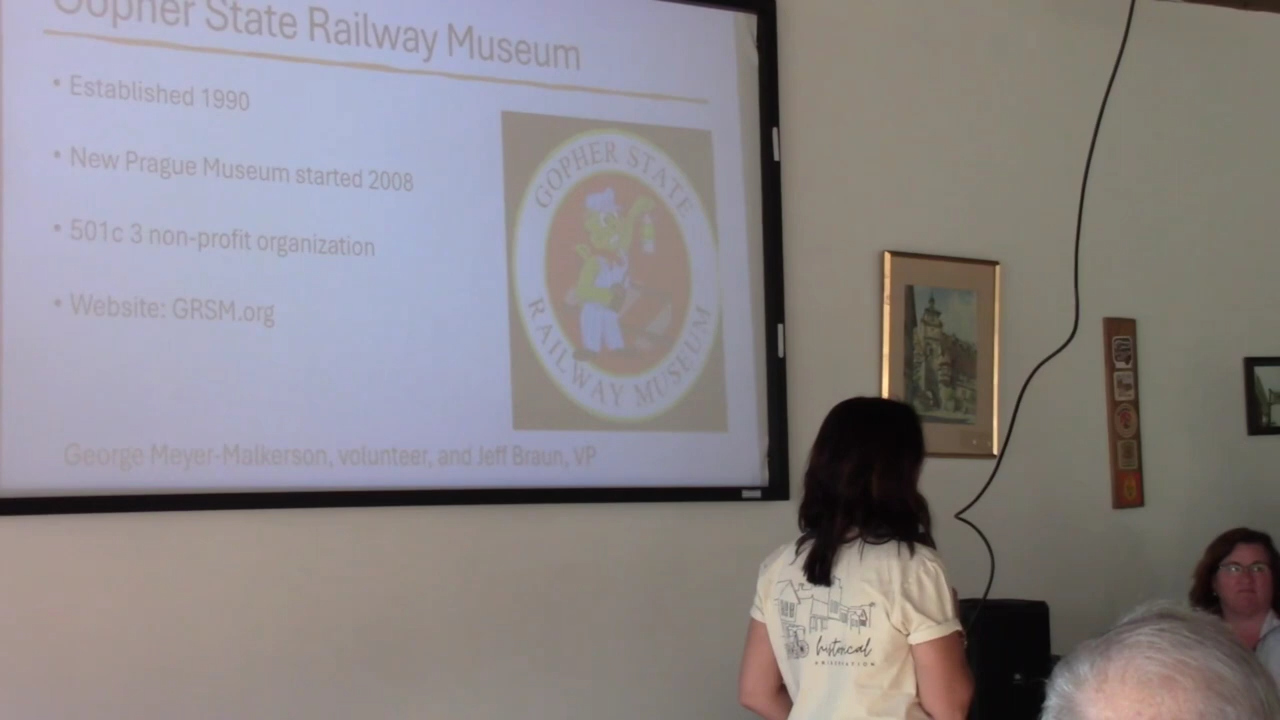 Gopher State Railway Museum
• Established 1990
• New Prague Museum started 2008
• 501c 3 non-profit organization
• Website: GRSM.org
GOPHER STATE
RAILWAY MUSEUM
George Meyer-Malkerson, volunteer, and Jeff Braun, VP
historical